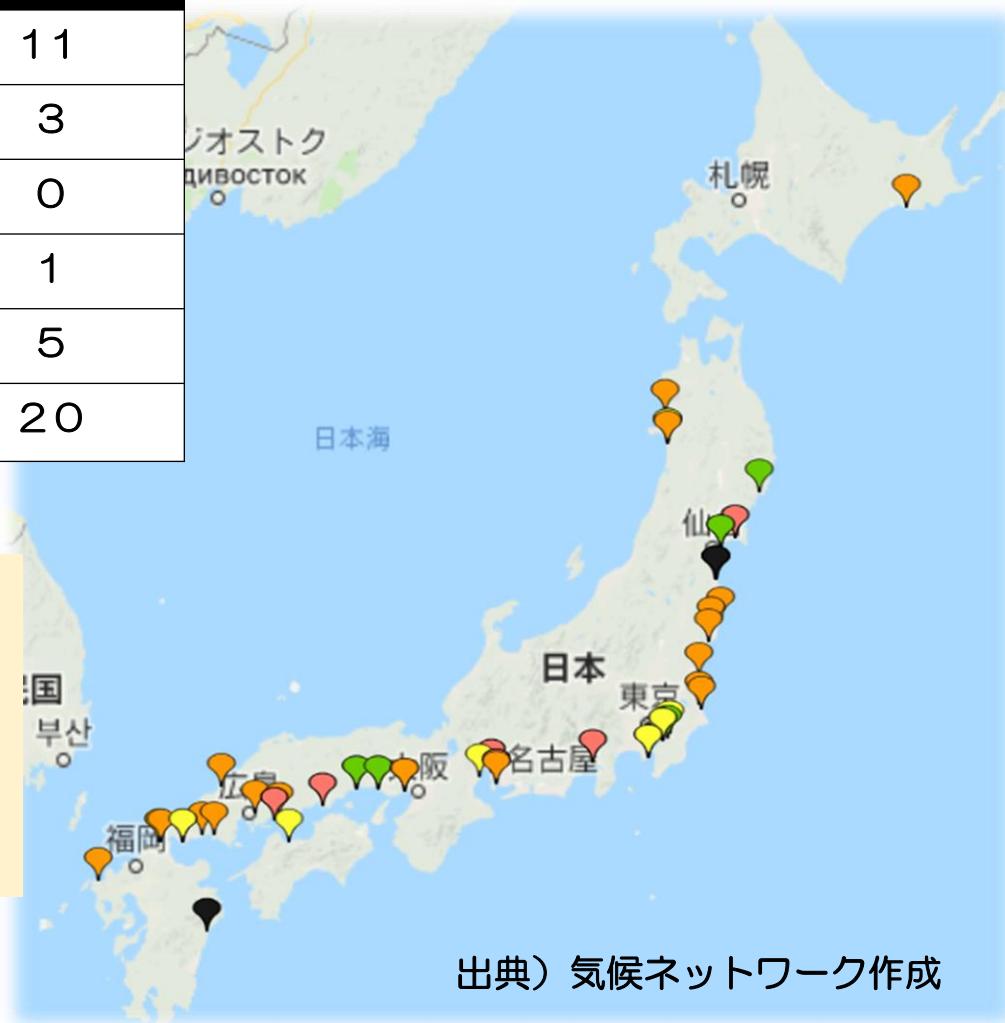 11
3
0
1
5
20
ジオストク
дивосток
札幌
日本海
仙
日本
국
부산
東京
名古屋
阪
広島
福岡
出典）気候ネットワーク作成